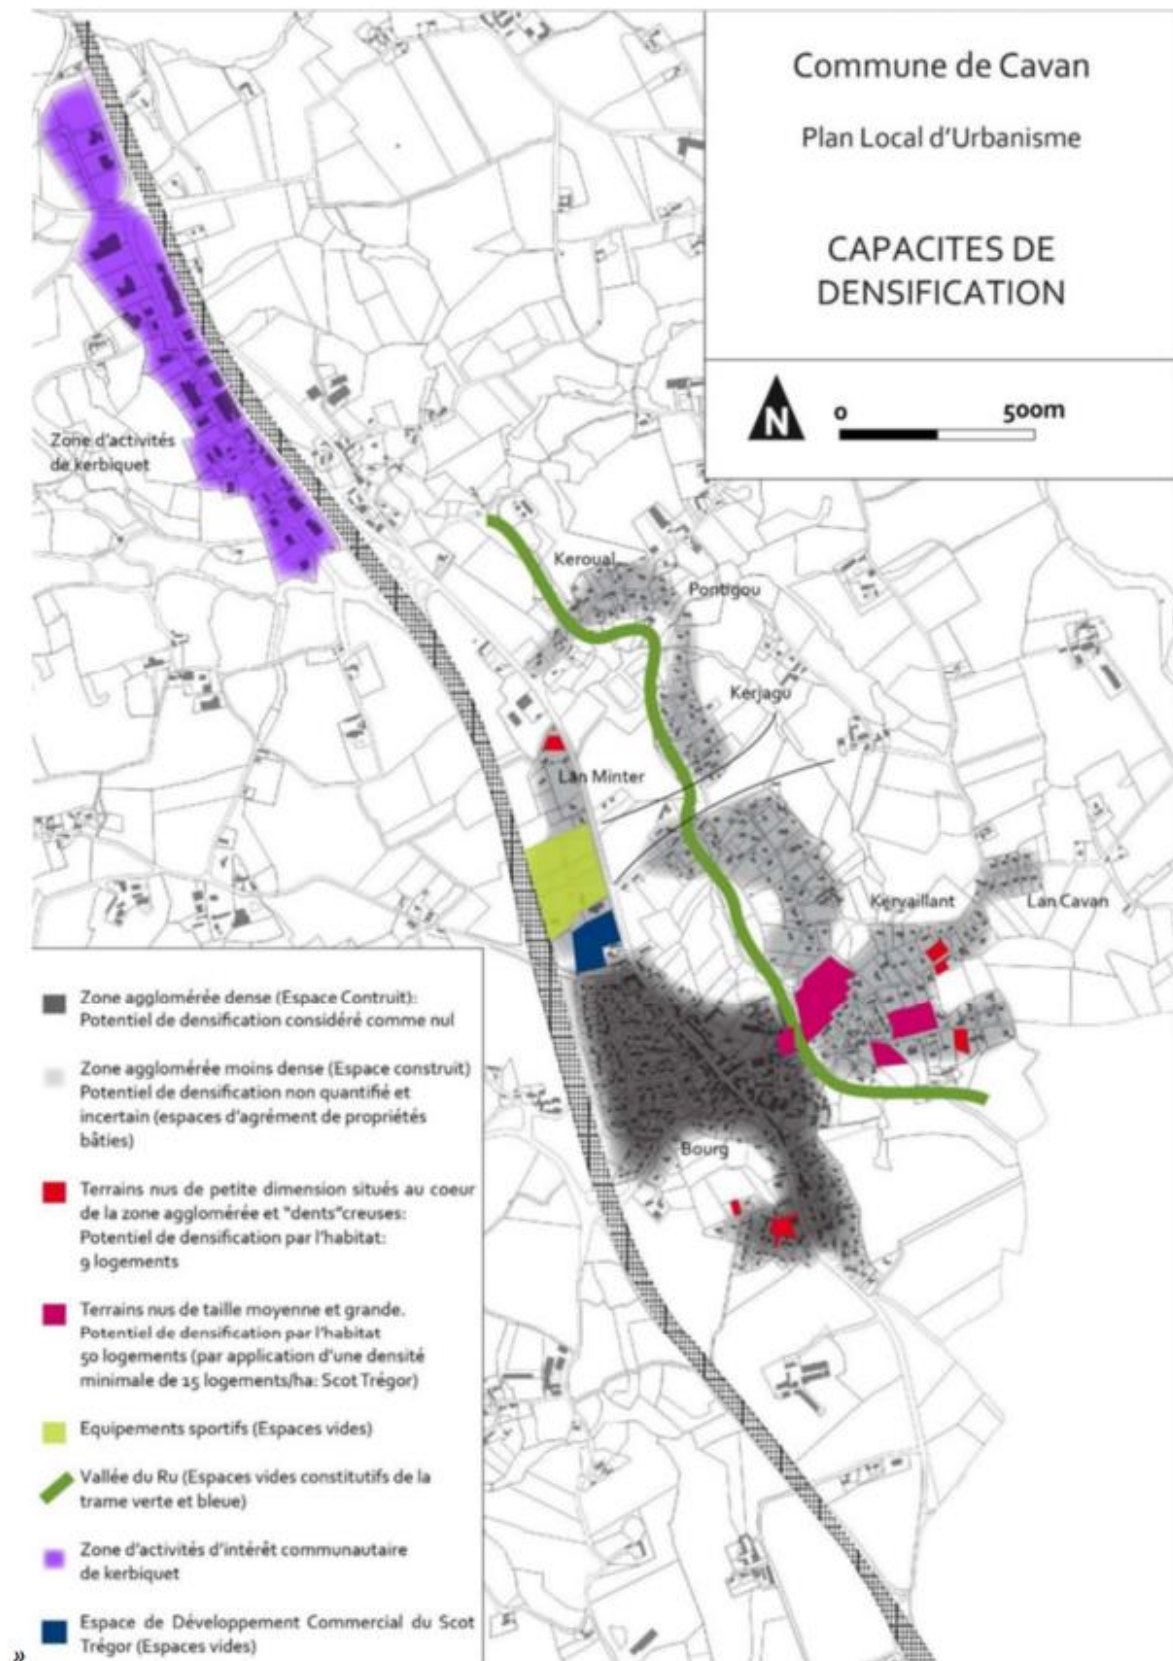 Commune de Cavan
Plan Local d'Urbanisme
CAPACITES DE
DENSIFICATION
N
0
500m
Zone d'activités
de kerbiquet
Keroual
Pontigou
Kerjagu
Lan Minter
Kervaillant
Lan Cavan
Bourg
Zone agglomérée dense (Espace Contruit):
Potentiel de densification considéré comme nul
Zone agglomérée moins dense (Espace construit)
Potentiel de densification non quantifié et
incertain (espaces d'agrément de propriétés
bâties)
Terrains nus de petite dimension situés au coeur
de la zone agglomérée et "dents"creuses:
Potentiel de densification par l'habitat:
9 logements
Terrains nus de taille moyenne et grande.
Potentiel de densification par l'habitat
50 logements (par application d'une densité
minimale de 15 logements/ha: Scot Trégor)
Equipements sportifs (Espaces vides)
Vallée du Ru (Espaces vides constitutifs de la
trame verte et bleue)
Zone d'activités d'intérêt communautaire
de kerbiquet
Espace de Développement Commercial du Scot
Trégor (Espaces vides)
»